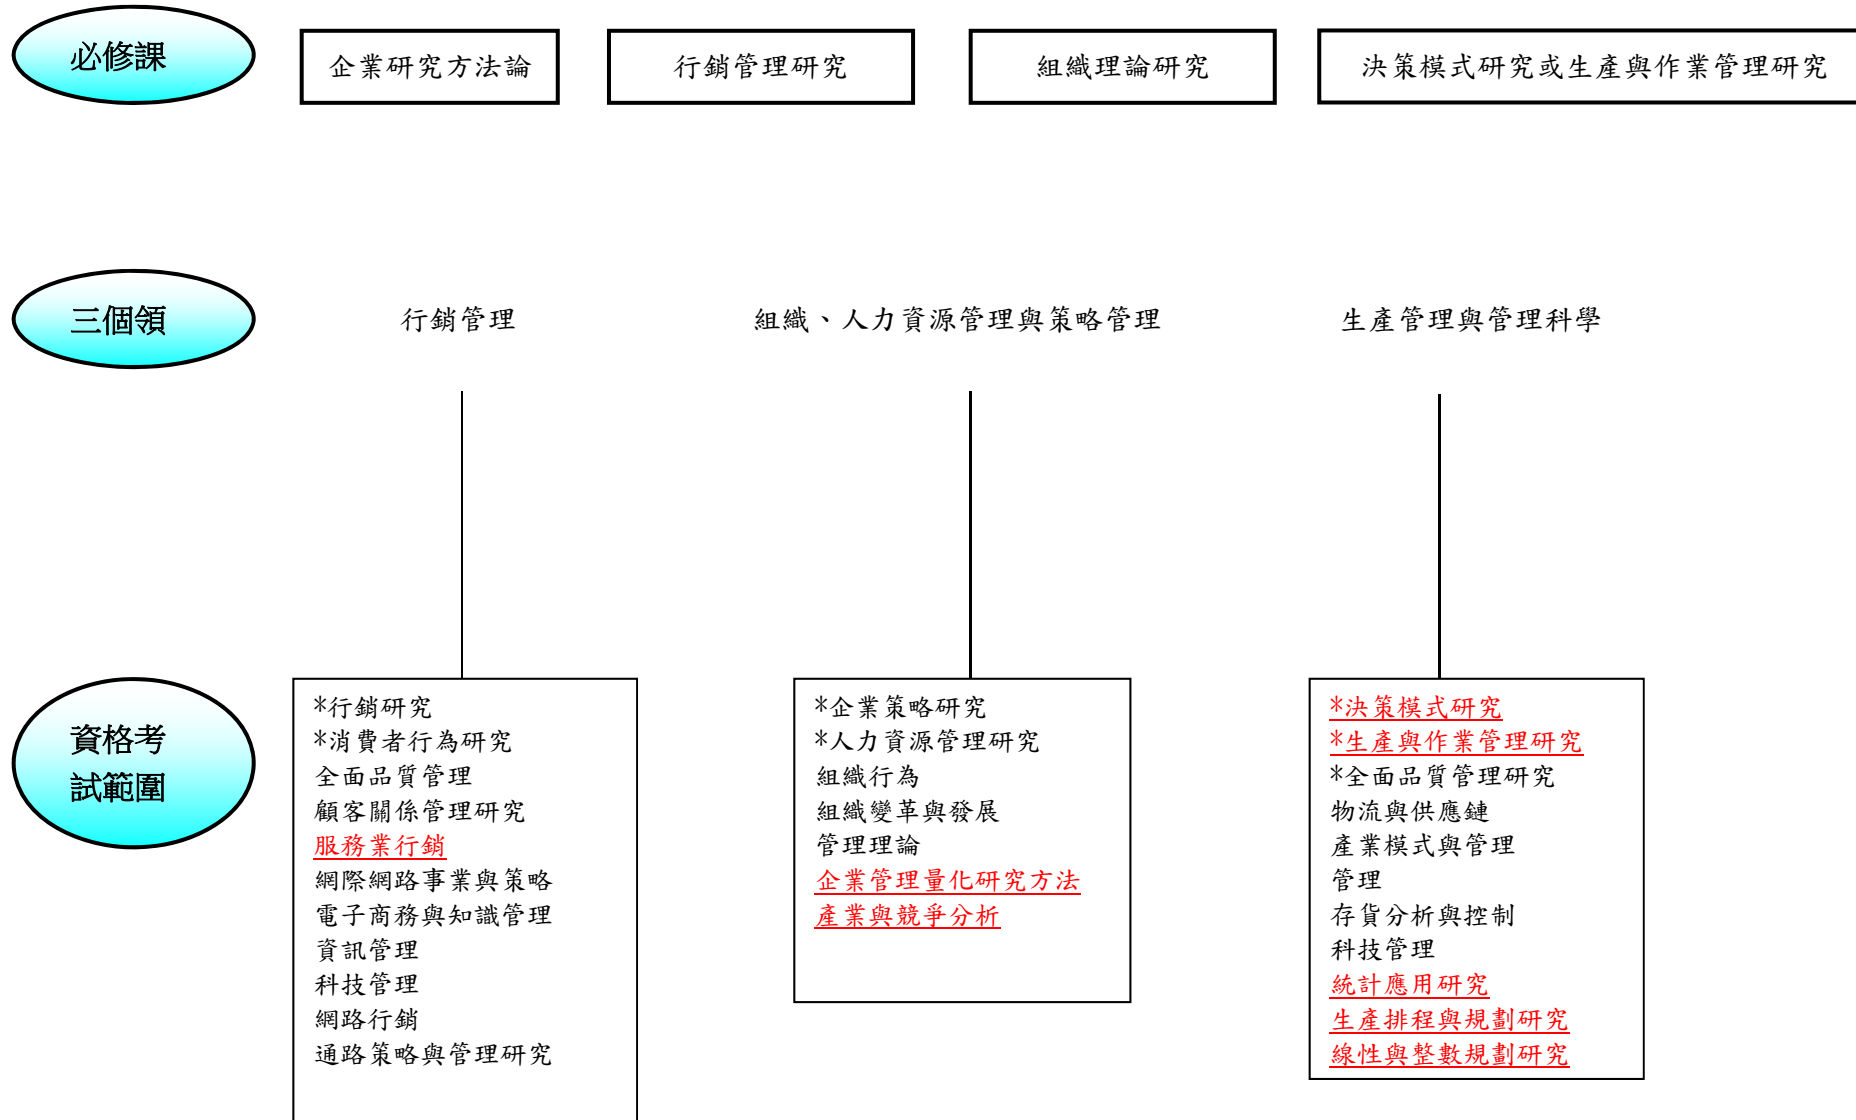 必修課
企業研究方法論
行銷管理研究
組織理論研究
決策模式研究或生產與作業管理研究
三個領
行銷管理
組織、人力資源管理與策略管理
生產管理與管理科學
資格考
試範圍
*行銷研究
*消費者行為研究
全面品質管理
顧客關係管理研究
服務業行銷
網際網路事業與策略
電子商務與知識管理
資訊管理
科技管理
網路行銷
通路策略與管理研究
*企業策略研究
*人力資源管理研究
組織行為
組織變革與發展
管理理論
企業管理量化研究方法
產業與競爭分析
*決策模式研究
*生產與作業管理研究
*全面品質管理研究
物流與供應鏈
產業模式與管理
管理
存貨分析與控制
科技管理
統計應用研究
生產排程與規劃研究
線性與整數規劃研究